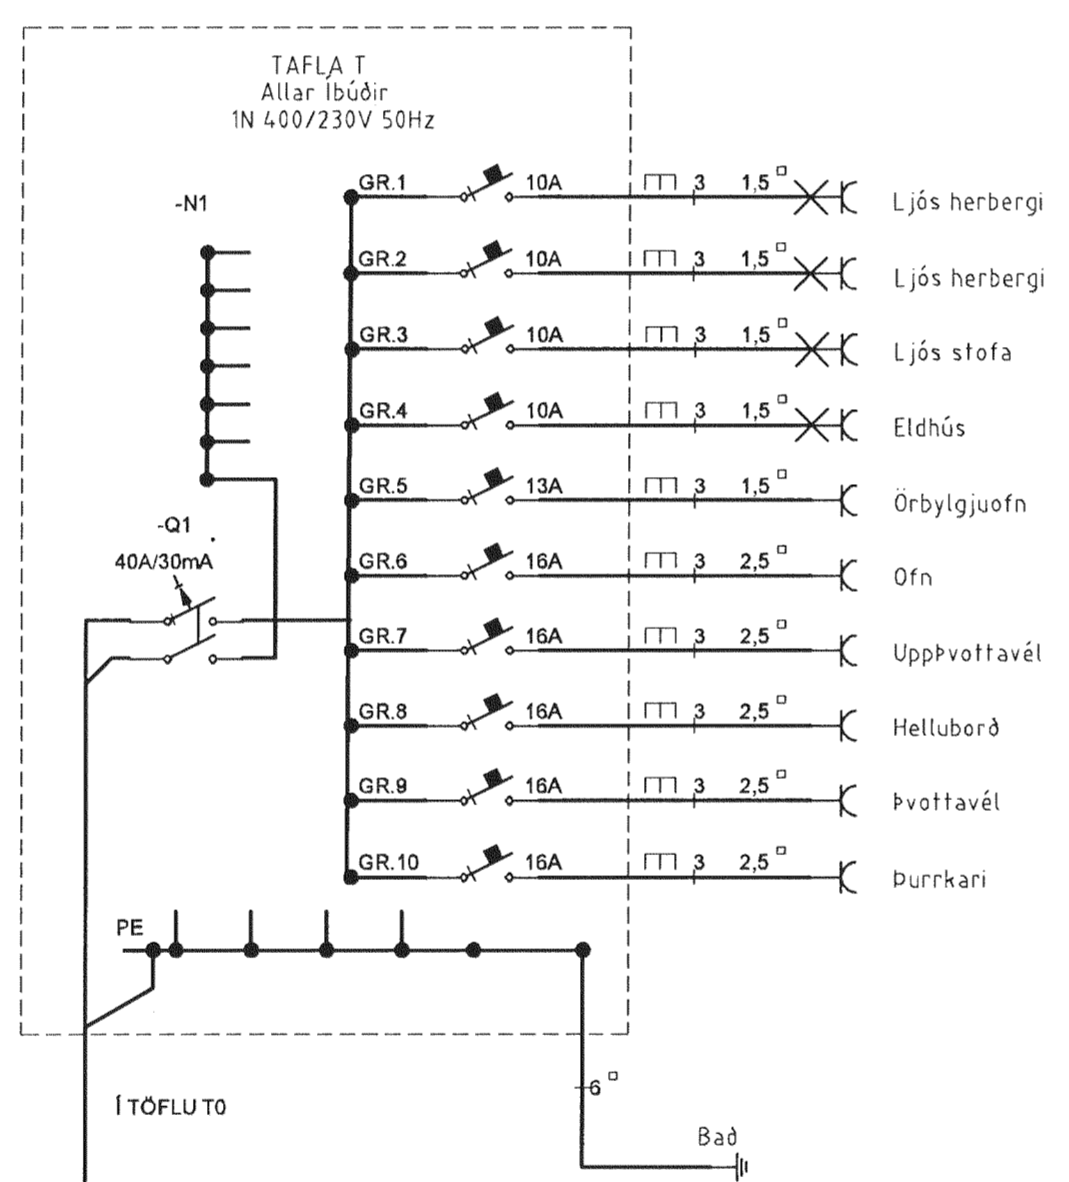 TAFLA T
Allar Íbúðir
1N 400/230V 50Hz
-N1
GR.1 10A 3 1,5 □ Ljós herbergi
GR.2 10A 3 1,5 □ Ljós herbergi
GR.3 10A 3 1,5 □ Ljós stofa
GR.4 10A 3 1,5 □ Eldhús
GR.5 13A 3 1,5 □ Örbylgjuofn
-Q1
40A/30mA
GR.6 16A 3 2,5 □ Ofn
GR.7 16A 3 2,5 □ UppÞvottavél
GR.8 16A 3 2,5 □ Helluborð
GR.9 16A 3 2,5 □ Þvottavél
GR.10 16A 3 2,5 □ Þurrkari
PE
6 □
Í TÖFLU T0
Bað